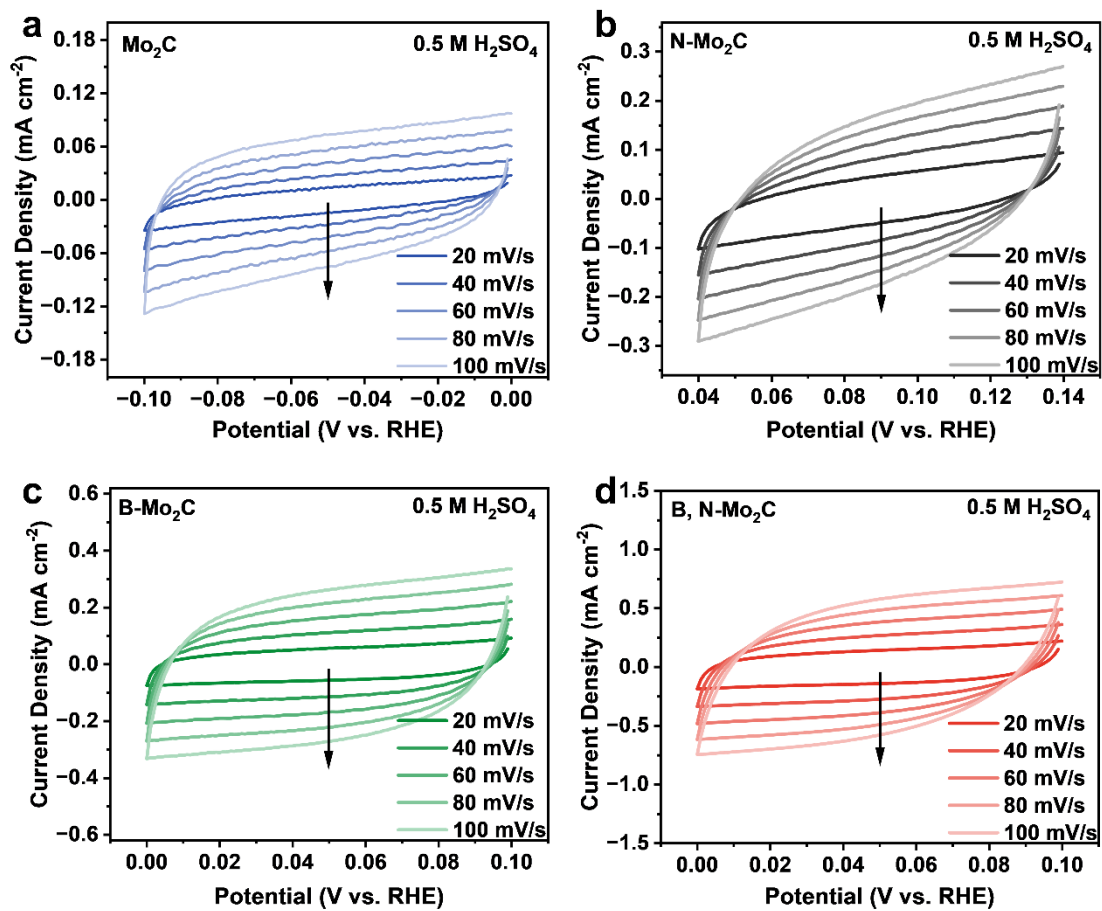 a
Mo₂C
0.5 M H₂SO₄
Current Density (mA cm⁻²)
0.18
0.12
0.06
0.00
−0.06
−0.12
−0.18
20 mV/s
40 mV/s
60 mV/s
80 mV/s
100 mV/s
−0.10 −0.08 −0.06 −0.04 −0.02 0.00
Potential (V vs. RHE)
b
N-Mo₂C
0.5 M H₂SO₄
Current Density (mA cm⁻²)
0.3
0.2
0.1
0.0
−0.1
−0.2
−0.3
20 mV/s
40 mV/s
60 mV/s
80 mV/s
100 mV/s
0.04 0.06 0.08 0.10 0.12 0.14
Potential (V vs. RHE)
c
B-Mo₂C
0.5 M H₂SO₄
Current Density (mA cm⁻²)
0.6
0.4
0.2
0.0
−0.2
−0.4
−0.6
20 mV/s
40 mV/s
60 mV/s
80 mV/s
100 mV/s
0.00 0.02 0.04 0.06 0.08 0.10
Potential (V vs. RHE)
d
B, N-Mo₂C
0.5 M H₂SO₄
Current Density (mA cm⁻²)
1.5
1.0
0.5
0.0
−0.5
−1.0
−1.5
20 mV/s
40 mV/s
60 mV/s
80 mV/s
100 mV/s
0.00 0.02 0.04 0.06 0.08 0.10
Potential (V vs. RHE)